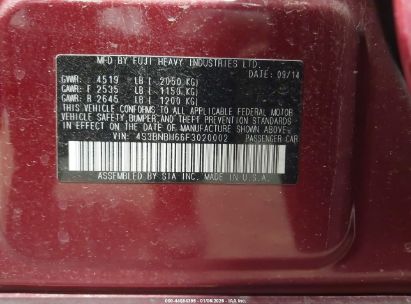 MFD BY FUJI HEAVY INDUSTRIES LTD.
DATE: 09/14
GVWR: 4519 LB ( 2050 KG)
GAWR: F 2535 LB ( 1150 KG)
GAWR: R 2645 LB ( 1200 KG)
THIS VEHICLE CONFORMS TO ALL APPLICABLE FEDERAL MOTOR
VEHICLE SAFETY, BUMPER AND THEFT PREVENTION STANDARDS
IN EFFECT ON THE DATE OF MANUFACTURE SHOWN ABOVE.
VIN: 4S3BNBH66F3020002 PASSENGER CAR
ASSEMBLED BY SIA INC. MADE IN U.S.A.